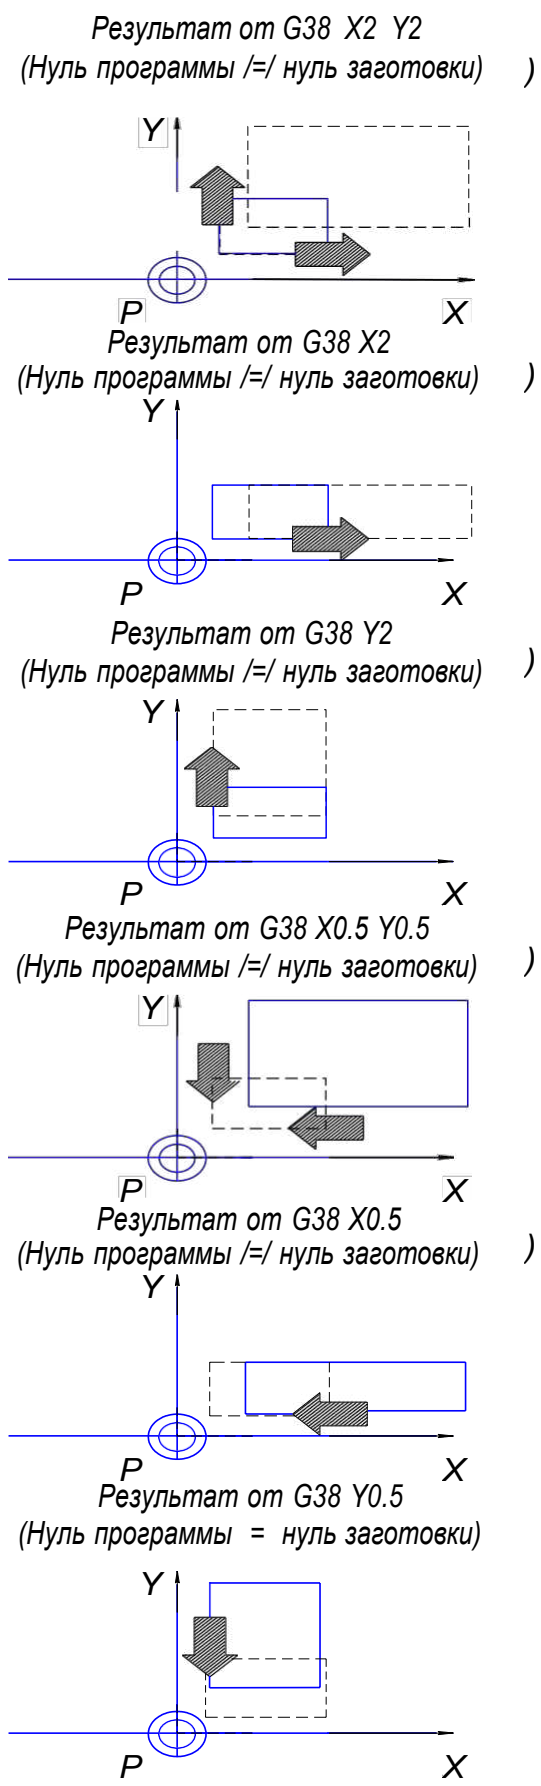 Результат от G38 X2 Y2
(Нуль программы /=/ нуль заготовки) )
Y
P X
Результат от G38 X2
(Нуль программы /=/ нуль заготовки) )
Y
P X
Результат от G38 Y2
(Нуль программы /=/ нуль заготовки) )
Y
P X
Результат от G38 X0.5 Y0.5
(Нуль программы /=/ нуль заготовки) )
Y
P X
Результат от G38 X0.5
(Нуль программы /=/ нуль заготовки) )
Y
P X
Результат от G38 Y0.5
(Нуль программы = нуль заготовки)
Y
P X